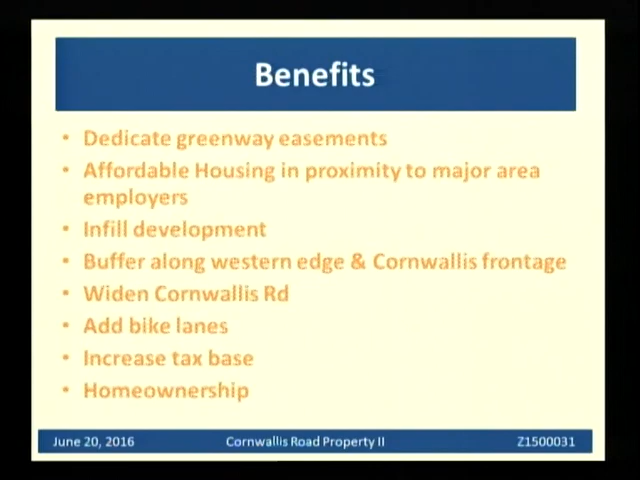 Benefits
• Dedicate greenway easements
• Affordable Housing in proximity to major area
employers
• Infill development
• Buffer along western edge & Cornwallis frontage
• Widen Cornwallis Rd
• Add bike lanes
• Increase tax base
• Homeownership
June 20, 2016 Cornwallis Road Property II Z1500031